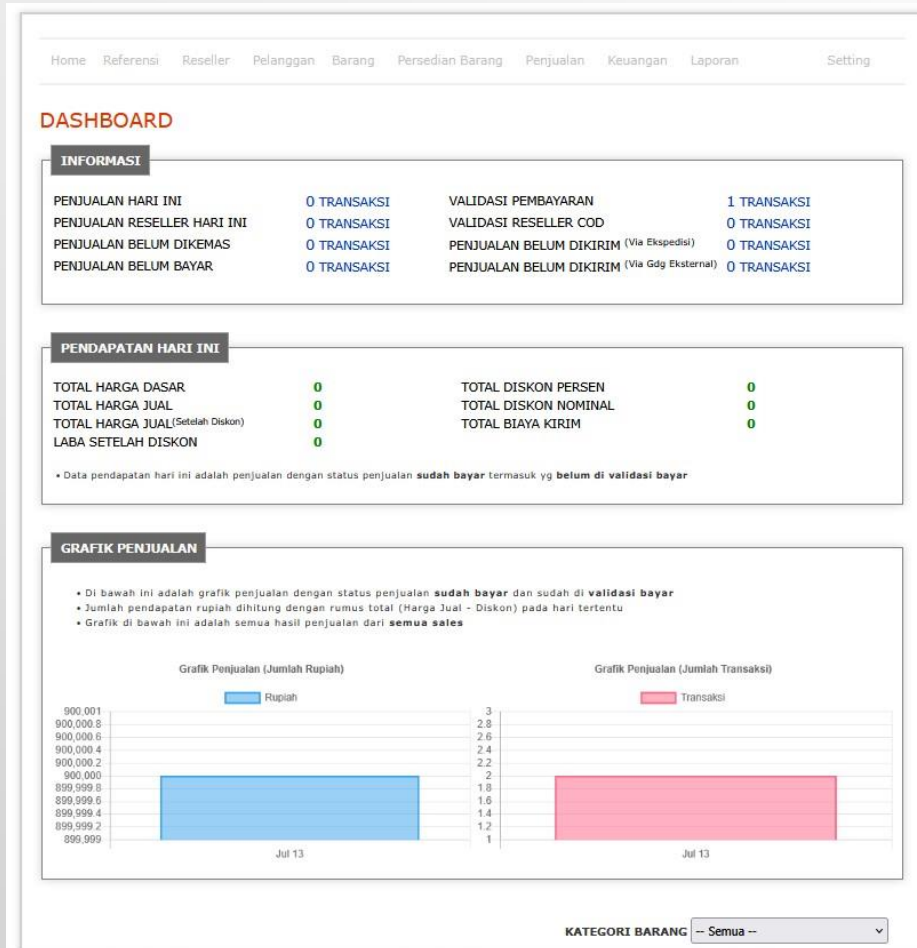 Home Referensi Reseller Pelanggan Barang Persedian Barang Penjualan Keuangan Laporan Setting
DASHBOARD
INFORMASI
PENJUALAN HARI INI 0 TRANSAKSI VALIDASI PEMBAYARAN 1 TRANSAKSI
PENJUALAN RESELLER HARI INI 0 TRANSAKSI VALIDASI RESELLER COD 0 TRANSAKSI
PENJUALAN BELUM DIKEMAS 0 TRANSAKSI PENJUALAN BELUM DIKIRIM (Via Ekspedisi) 0 TRANSAKSI
PENJUALAN BELUM BAYAR 0 TRANSAKSI PENJUALAN BELUM DIKIRIM (Via Gdg Eksternal) 0 TRANSAKSI
PENDAPATAN HARI INI
TOTAL HARGA DASAR 0 TOTAL DISKON PERSEN 0
TOTAL HARGA JUAL 0 TOTAL DISKON NOMINAL 0
TOTAL HARGA JUAL(Setelah Diskon) 0 TOTAL BIAYA KIRIM 0
LABA SETELAH DISKON 0
• Data pendapatan hari ini adalah penjualan dengan status penjualan sudah bayar termasuk yg belum di validasi bayar
GRAFIK PENJUALAN
• Di bawah ini adalah grafik penjualan dengan status penjualan sudah bayar dan sudah di validasi bayar
• Jumlah pendapatan rupiah dihitung dengan rumus total (Harga Jual - Diskon) pada hari tertentu
• Grafik di bawah ini adalah semua hasil penjualan dari semua sales
Grafik Penjualan (Jumlah Rupiah)
Rupiah
900,001
900,000.8
900,000.6
900,000.4
900,000.2
900,000
899,999.8
899,999.6
899,999.4
899,999.2
899,999
Jul 13
Grafik Penjualan (Jumlah Transaksi)
Transaksi
3
2.8
2.6
2.4
2.2
2
1.8
1.6
1.4
1.2
1
Jul 13
KATEGORI BARANG -- Semua --